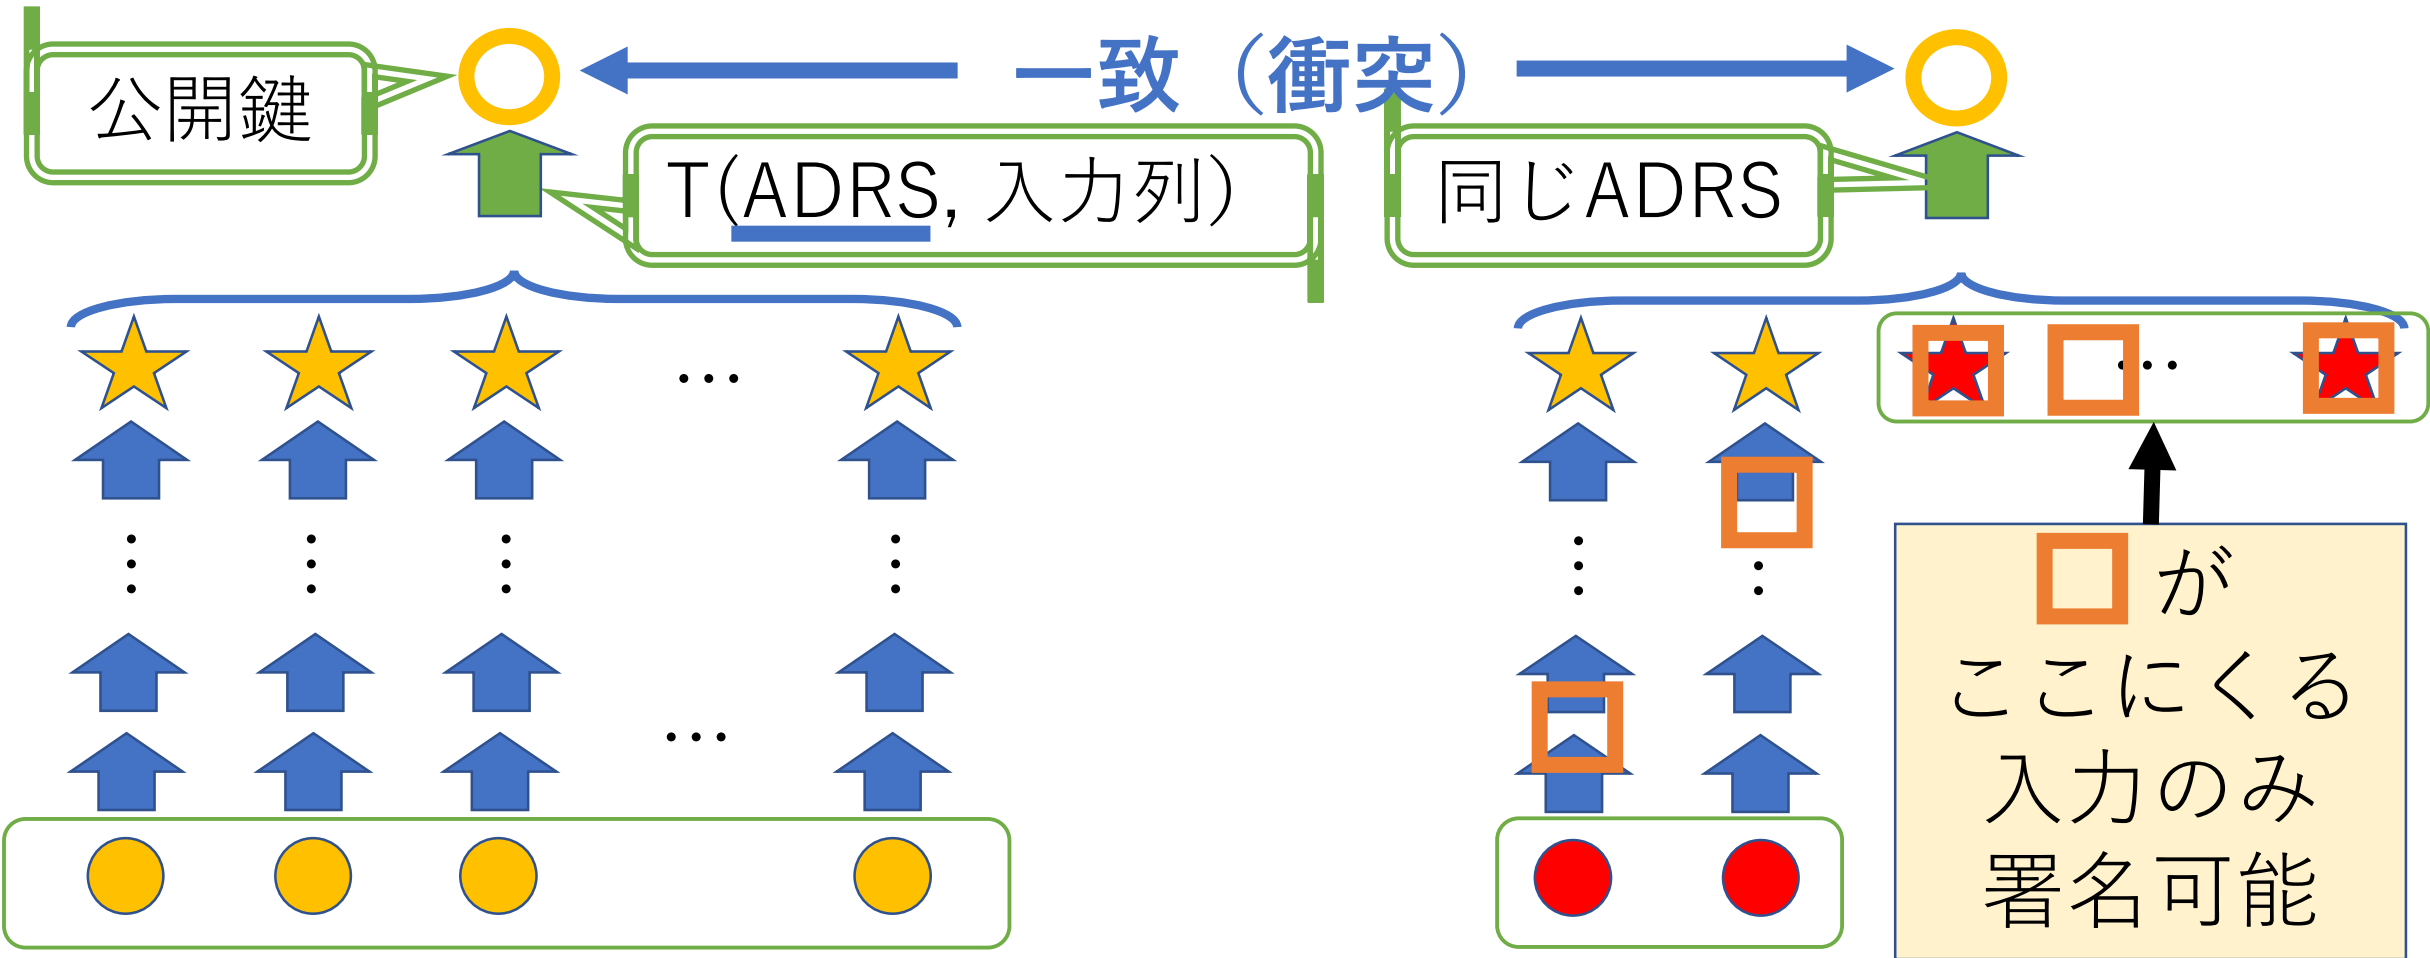 公開鍵
一致（衝突）
T(ADRS, 入力列)
同じADRS
…
…
…
が
ここにくる
入力のみ
署名可能